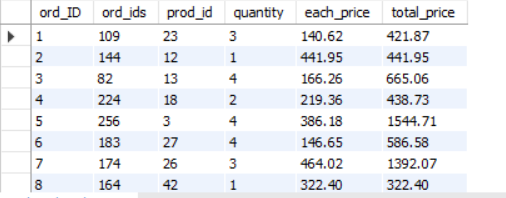 ord_ID ord_ids prod_id quantity each_price total_price
1 109 23 3 140.62 421.87
2 144 12 1 441.95 441.95
3 82 13 4 166.26 665.06
4 224 18 2 219.36 438.73
5 256 3 4 386.18 1544.71
6 183 27 4 146.65 586.58
7 174 26 3 464.02 1392.07
8 164 42 1 322.40 322.40